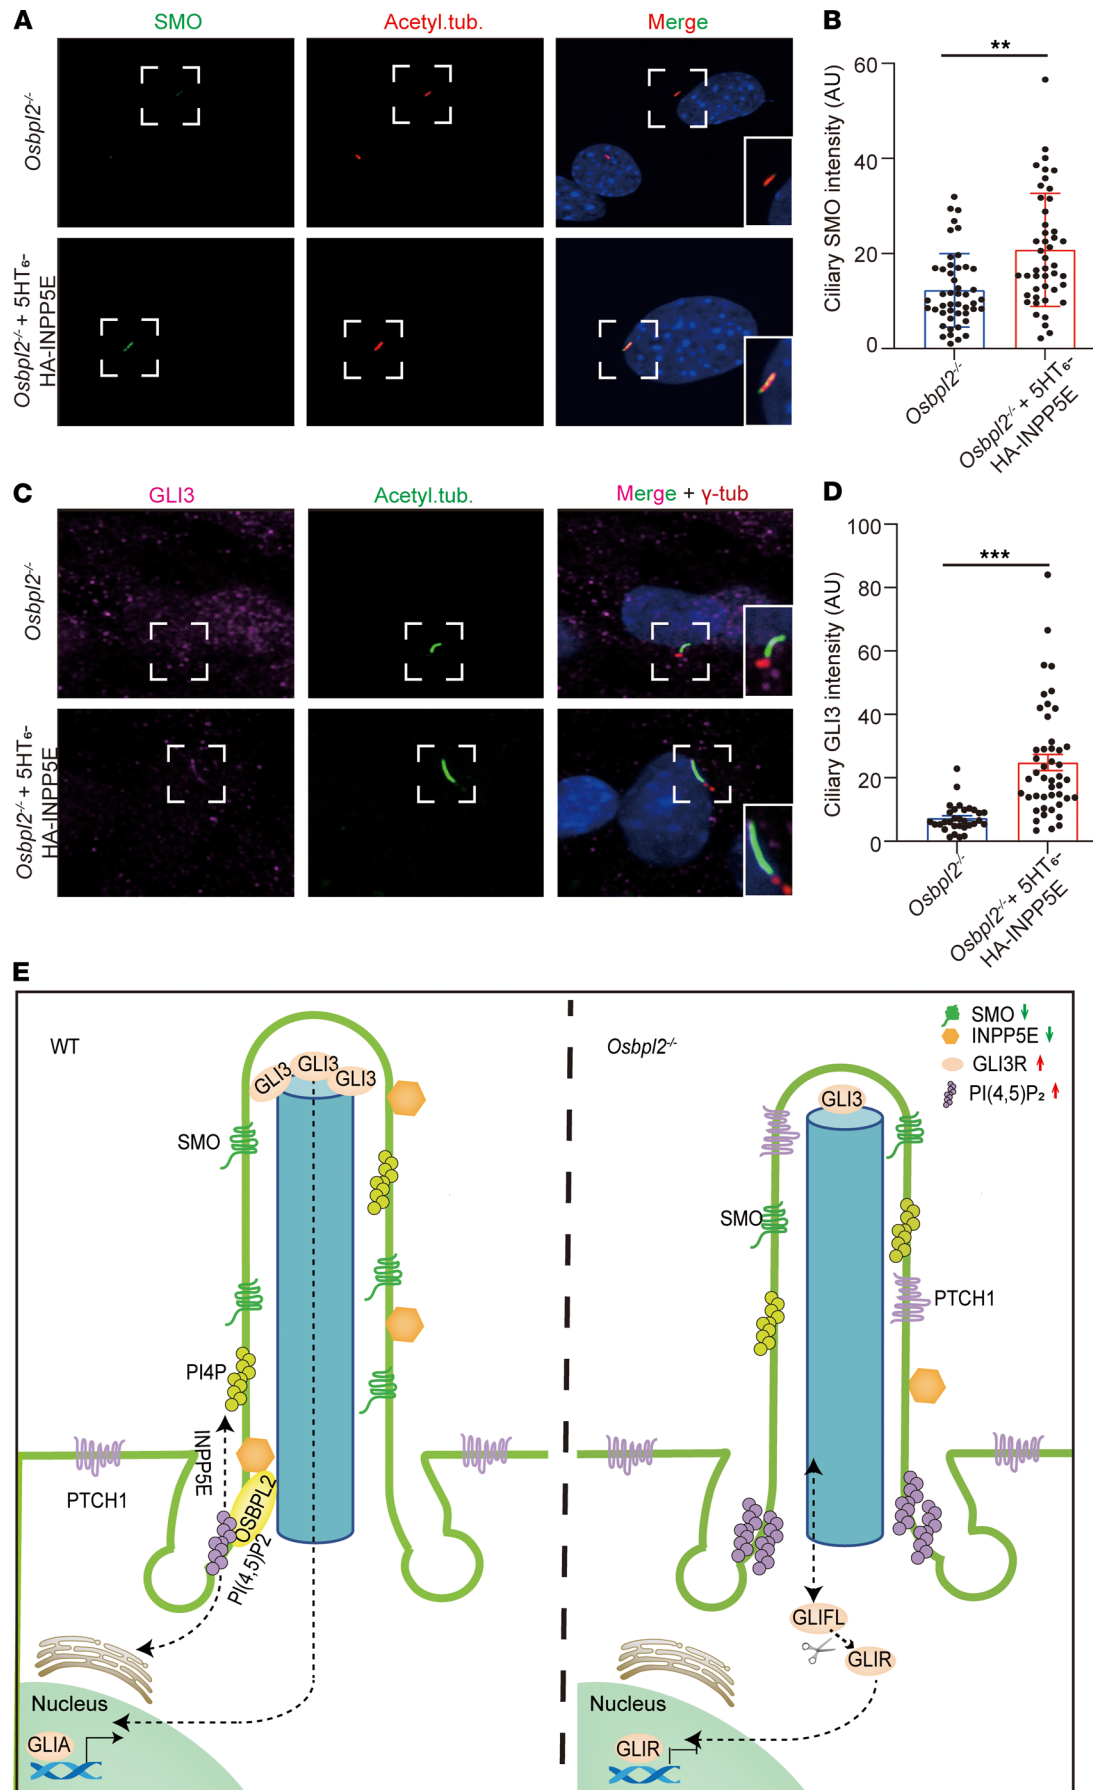 A
SMO
Acetyl.tub.
Merge
Osbpl2-/-
Osbpl2-/- + 5HT₆-
HA-INPP5E
B
**
Ciliary SMO intensity (AU)
60
40
20
0
Osbpl2-/-
Osbpl2-/- + 5HT₆-
HA-INPP5E
C
GLI3
Acetyl.tub.
Merge + γ-tub
Osbpl2-/-
Osbpl2-/- + 5HT₆-
HA-INPP5E
D
***
Ciliary GLI3 intensity (AU)
100
80
60
40
20
0
Osbpl2-/-
Osbpl2-/- + 5HT₆-
HA-INPP5E
E
WT
GLI3
GLI3
GLI3
SMO
PI4P
INPP5E
PTCH1
OSBPL2
PI(4,5)P2
Nucleus
GLIA
Osbpl2-/-
SMO ↓
INPP5E ↓
GLI3R ↑
PI(4,5)P₂ ↑
GLI3
SMO
PTCH1
GLIFL
GLIR
Nucleus
GLIR